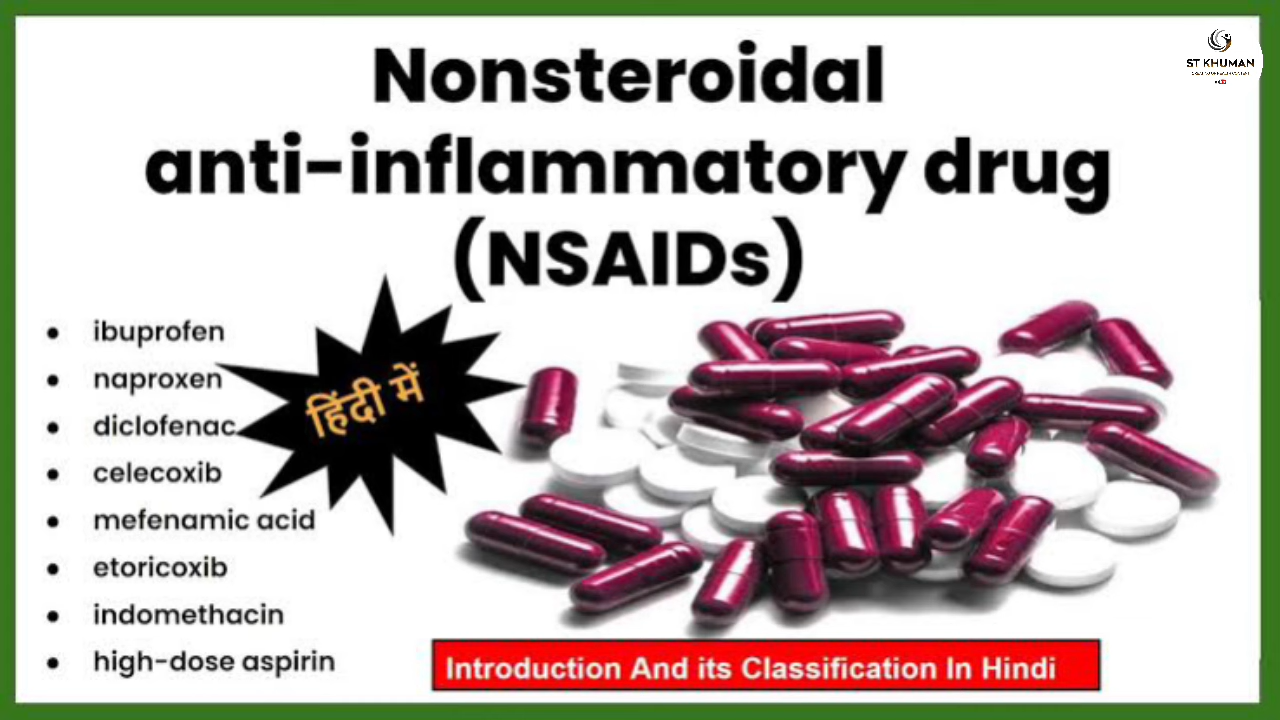 Nonsteroidal
anti-inflammatory drug
(NSAIDs)
ST KHUMAN
• ibuprofen
• naproxen
• diclofenac
• celecoxib
• mefenamic acid
• etoricoxib
• indomethacin
• high-dose aspirin
हिंदी में
Introduction And its Classification In Hindi